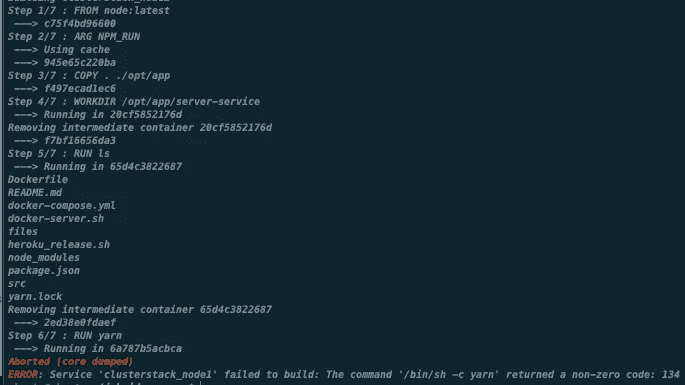 Step 1/7 : FROM node:latest
---> c75f4bd96600
Step 2/7 : ARG NPM_RUN
---> Using cache
---> 945e65c220ba
Step 3/7 : COPY . ./opt/app
---> f497ecad1ec6
Step 4/7 : WORKDIR /opt/app/server-service
---> Running in 20cf5852176d
Removing intermediate container 20cf5852176d
---> f7bf16656da3
Step 5/7 : RUN ls
---> Running in 65d4c3822687
Dockerfile
README.md
docker-compose.yml
docker-server.sh
files
heroku_release.sh
node_modules
package.json
src
yarn.lock
Removing intermediate container 65d4c3822687
---> 2ed38e0fdaef
Step 6/7 : RUN yarn
---> Running in 6a787b5acbca
Aborted (core dumped)
ERROR: Service 'clusterstack_node1' failed to build: The command '/bin/sh -c yarn' returned a non-zero code: 134